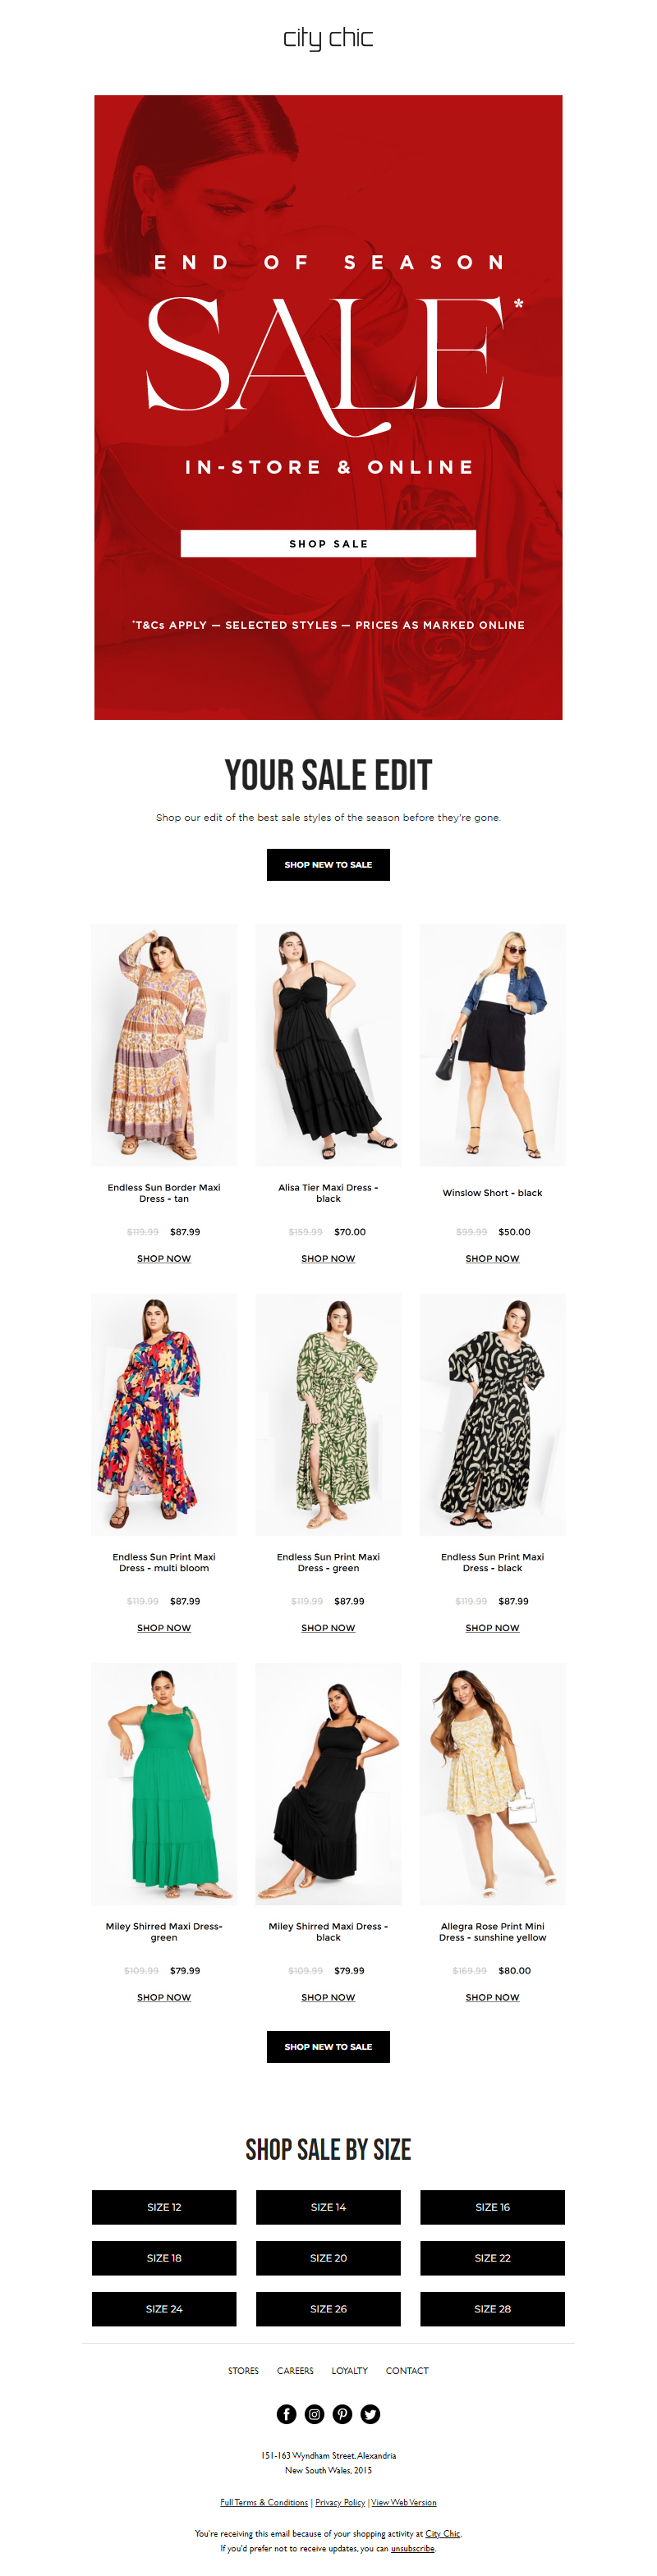 city chic
END OF SEASON
SALE*
IN-STORE & ONLINE
SHOP SALE
*T&Cs APPLY — SELECTED STYLES — PRICES AS MARKED ONLINE
YOUR SALE EDIT
Shop our edit of the best sale styles of the season before they're gone.
SHOP NEW TO SALE
Endless Sun Border Maxi
Dress - tan
$119.99 $87.99
SHOP NOW
Alisa Tier Maxi Dress -
black
$159.99 $70.00
SHOP NOW
Winslow Short - black
$99.99 $50.00
SHOP NOW
Endless Sun Print Maxi
Dress - multi bloom
$119.99 $87.99
SHOP NOW
Endless Sun Print Maxi
Dress - green
$119.99 $87.99
SHOP NOW
Endless Sun Print Maxi
Dress - black
$119.99 $87.99
SHOP NOW
Miley Shirred Maxi Dress-
green
$109.99 $79.99
SHOP NOW
Miley Shirred Maxi Dress -
black
$109.99 $79.99
SHOP NOW
Allegra Rose Print Mini
Dress - sunshine yellow
$169.99 $80.00
SHOP NOW
SHOP NEW TO SALE
SHOP SALE BY SIZE
SIZE 12 SIZE 14 SIZE 16
SIZE 18 SIZE 20 SIZE 22
SIZE 24 SIZE 26 SIZE 28
STORES CAREERS LOYALTY CONTACT
151-163 Wyndham Street, Alexandria
New South Wales, 2015
Full Terms & Conditions | Privacy Policy | View Web Version
You're receiving this email because of your shopping activity at City Chic.
If you'd prefer not to receive updates, you can unsubscribe.